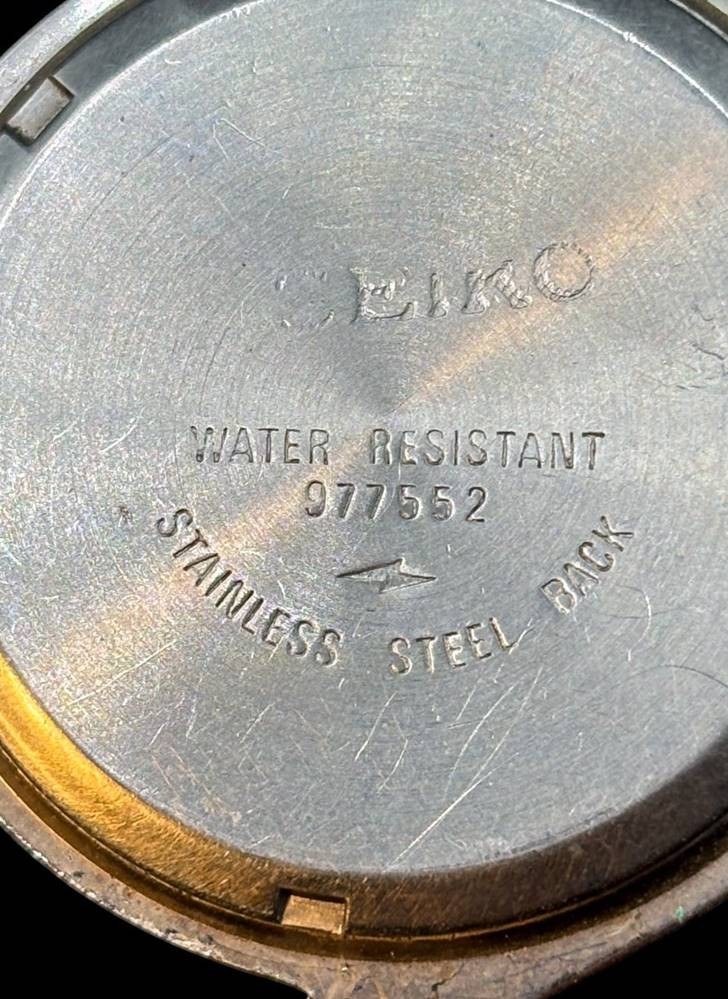 SEIKO
WATER RESISTANT
977552
STAINLESS STEEL BACK